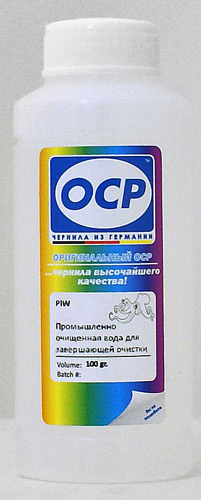 OCP
™
ЧЕРНИЛА ИЗ ГЕРМАНИИ
ОРИГИНАЛЬНЫЙ OCP
...чернила высочайшего
качества!
PIW
Промышленно
очищенная вода для
завершающей очистки
Volume: 100 gr.
Batch #: